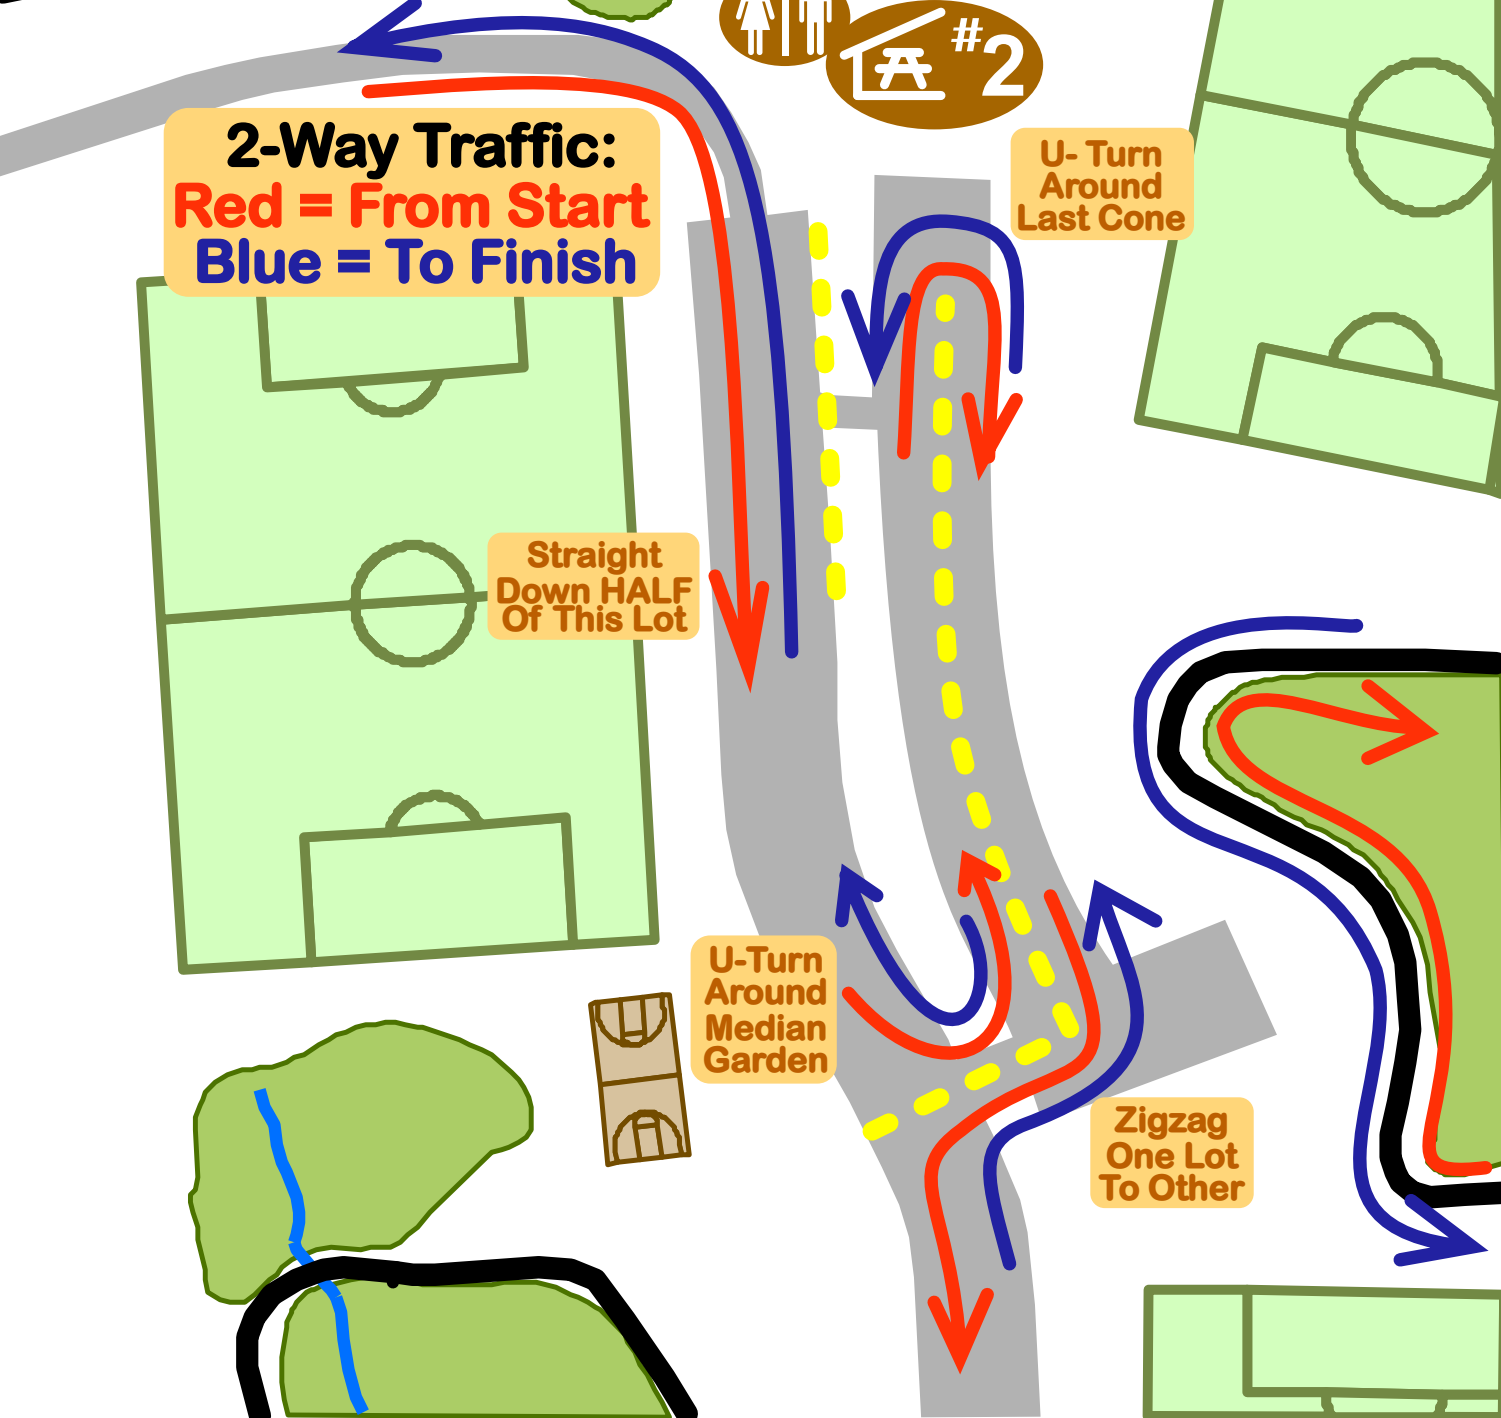 #2
2-Way Traffic:
Red = From Start
Blue = To Finish
U- Turn
Around
Last Cone
Straight
Down HALF
Of This Lot
U-Turn
Around
Median
Garden
Zigzag
One Lot
To Other